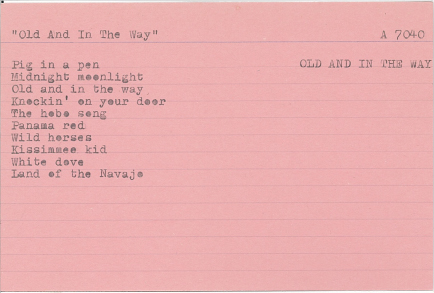 "Old And In The Way" A 7040
Pig in a pen OLD AND IN THE WAY
Midnight moonlight
Old and in the way
Knockin' on your door
The hobo song
Panama red
Wild horses
Kissimmee kid
White dove
Land of the Navajo